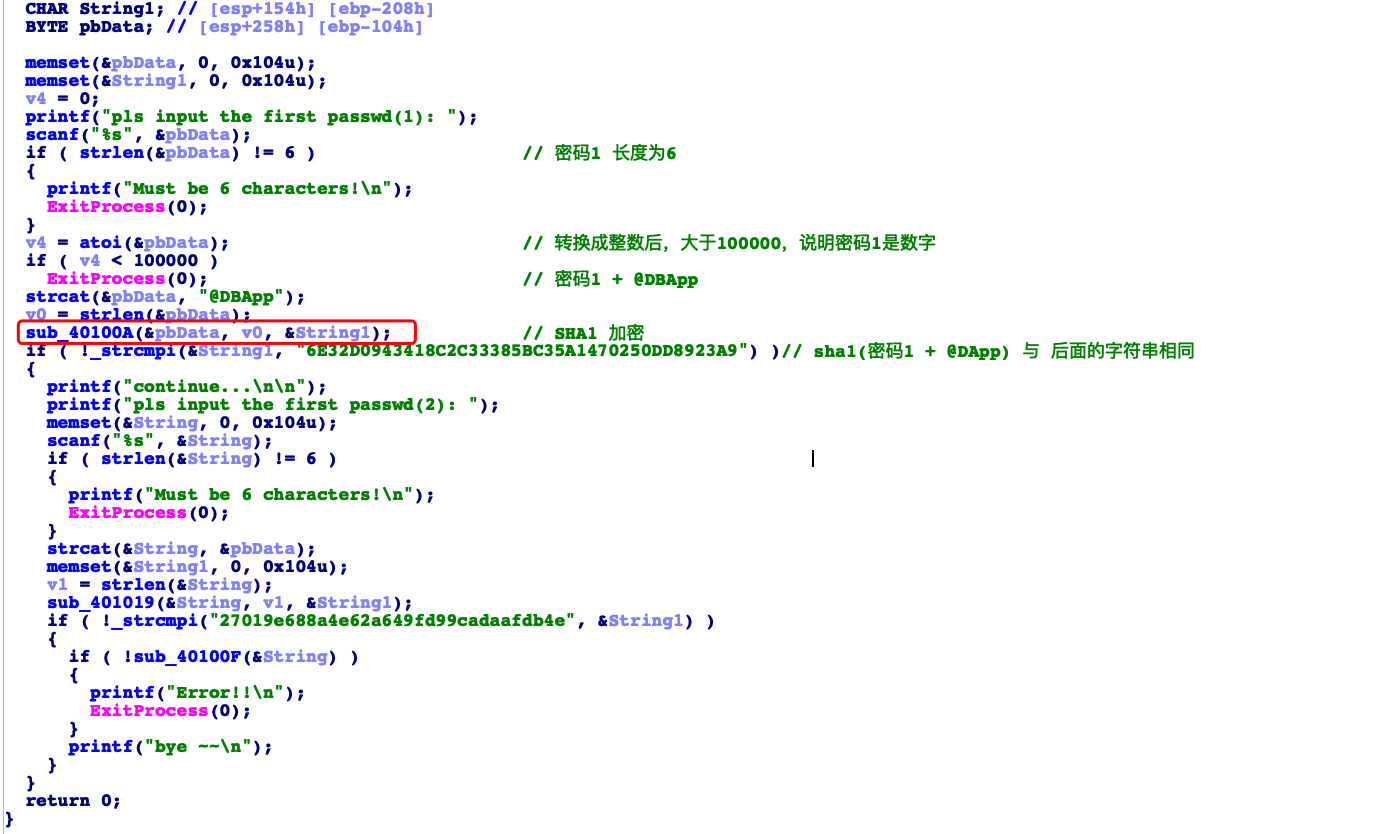 CHAR String1; // [esp+154h] [ebp-208h]
BYTE pbData; // [esp+258h] [ebp-104h]
memset(&pbData, 0, 0x104u);
memset(&String1, 0, 0x104u);
v4 = 0;
printf("pls input the first passwd(1): ");
scanf("%s", &pbData);
if ( strlen(&pbData) != 6 ) // 密码1 长度为6
{
printf("Must be 6 characters!\n");
ExitProcess(0);
}
v4 = atoi(&pbData); // 转换成整数后，大于100000，说明密码1是数字
if ( v4 < 100000 )
ExitProcess(0); // 密码1 + @DBApp
strcat(&pbData, "@DBApp");
v0 = strlen(&pbData);
sub_40100A(&pbData, v0, &String1); // SHA1 加密
if ( !_strcmpi(&String1, "6E32D0943418C2C33385BC35A1470250DD8923A9") )// sha1(密码1 + @DApp) 与 后面的字符串相同
{
printf("continue...\n\n");
printf("pls input the first passwd(2): ");
memset(&String, 0, 0x104u);
scanf("%s", &String);
if ( strlen(&String) != 6 )
{
printf("Must be 6 characters!\n");
ExitProcess(0);
}
strcat(&String, &pbData);
memset(&String1, 0, 0x104u);
v1 = strlen(&String);
sub_401019(&String, v1, &String1);
if ( !_strcmpi("27019e688a4e62a649fd99cadaafdb4e", &String1) )
{
if ( !sub_40100F(&String) )
{
printf("Error!!\n");
ExitProcess(0);
}
printf("bye ~~\n");
}
}
return 0;
}